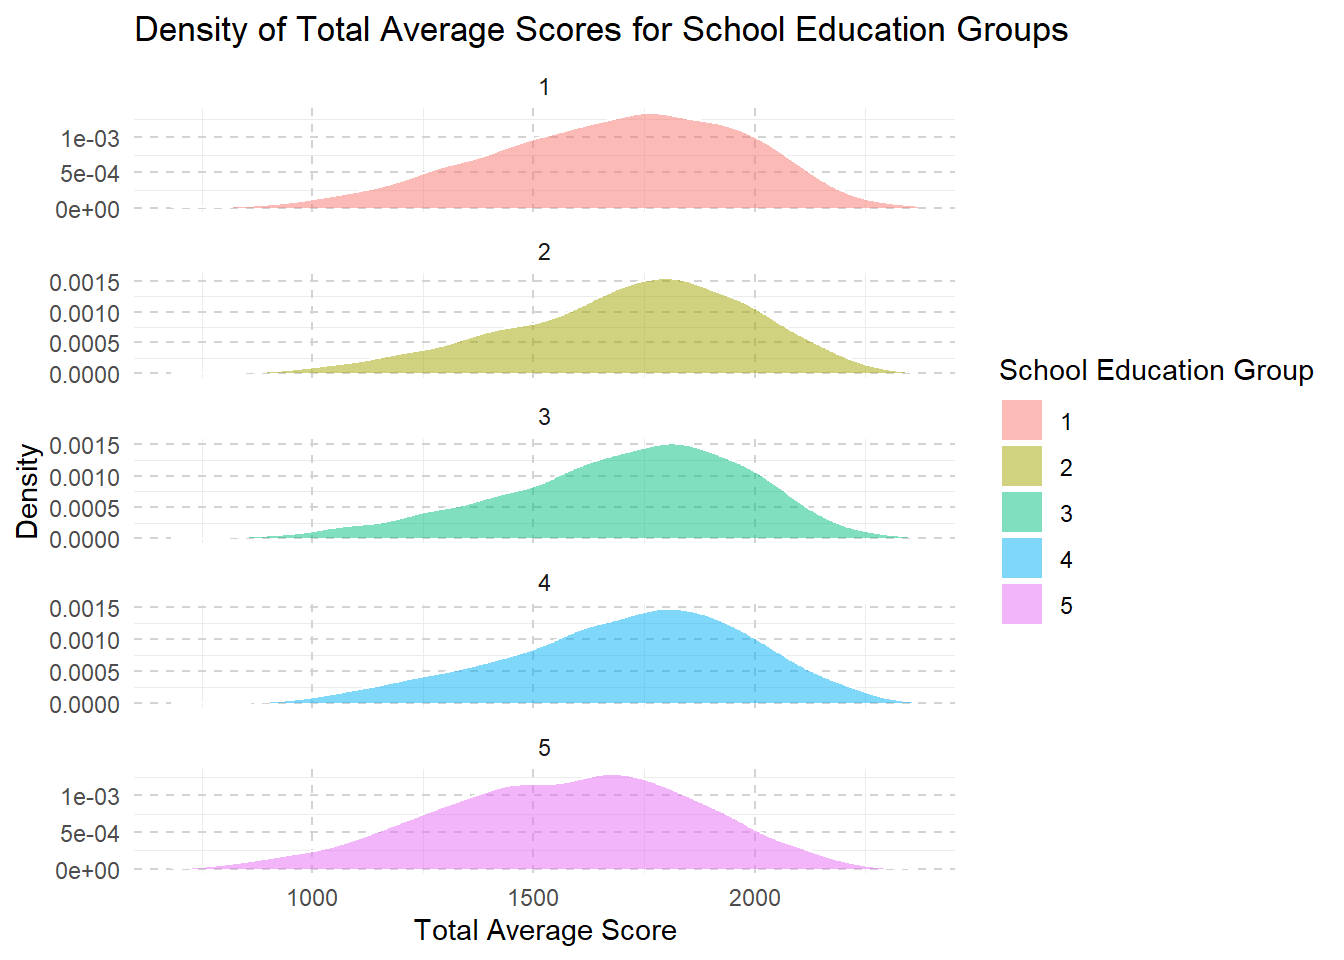 Density of Total Average Scores for School Education Groups
1
1e-03
5e-04
0e+00
2
0.0015
0.0010
0.0005
0.0000
3
0.0015
0.0010
0.0005
0.0000
4
0.0015
0.0010
0.0005
0.0000
5
1e-03
5e-04
0e+00
1000 1500 2000
Total Average Score
Density
School Education Group
1
2
3
4
5